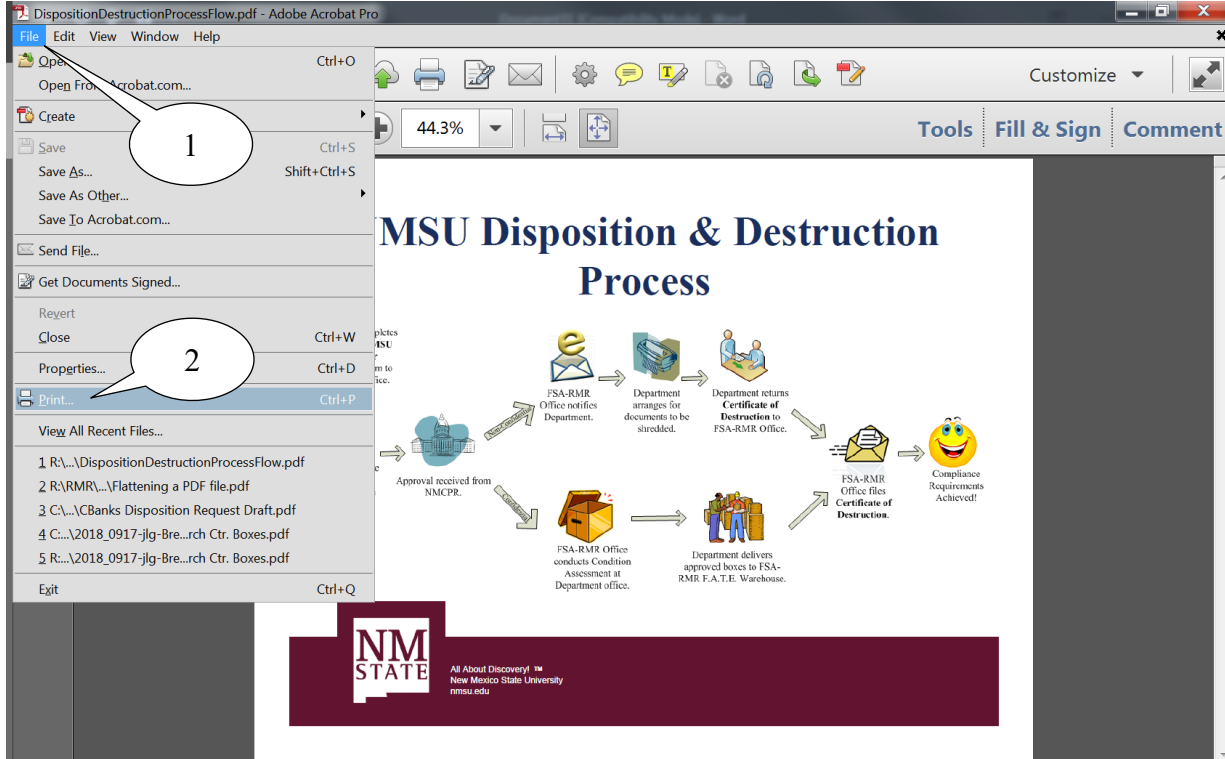 DispositionDestructionProcessFlow.pdf - Adobe Acrobat Pro
File Edit View Window Help
Ctrl+O
Open From Acrobat.com...
Create
Save Ctrl+S
Save As... Shift+Ctrl+S
Save As Other...
Save To Acrobat.com...
Send File...
Get Documents Signed...
Revert
Close Ctrl+W
Properties... Ctrl+D
Print... Ctrl+P
View All Recent Files...
1 R:\...\DispositionDestructionProcessFlow.pdf
2 R:\RMR\...\Flattening a PDF file.pdf
3 C:\...\CBanks Disposition Request Draft.pdf
4 C:...\2018_0917-jlg-Bre...rch Ctr. Boxes.pdf
5 R:...\2018_0917-jlg-Bre...rch Ctr. Boxes.pdf
Exit Ctrl+Q
1
2
Customize
44.3%
Tools Fill & Sign Comment
MSU Disposition & Destruction
Process
Approval received from
NMCPR.
FSA-RMR
Office notifies
Department.
Department
arranges for
documents to be
shredded.
Department returns
Certificate of
Destruction to
FSA-RMR Office.
FSA-RMR Office
conducts Condition
Assessment at
Department office.
Department delivers
approved boxes to FSA-
RMR F.A.T.E. Warehouse.
FSA-RMR
Office files
Certificate of
Destruction.
Compliance
Requirements
Achieved!
NM
STATE
All About Discovery! TM
New Mexico State University
nmsu.edu